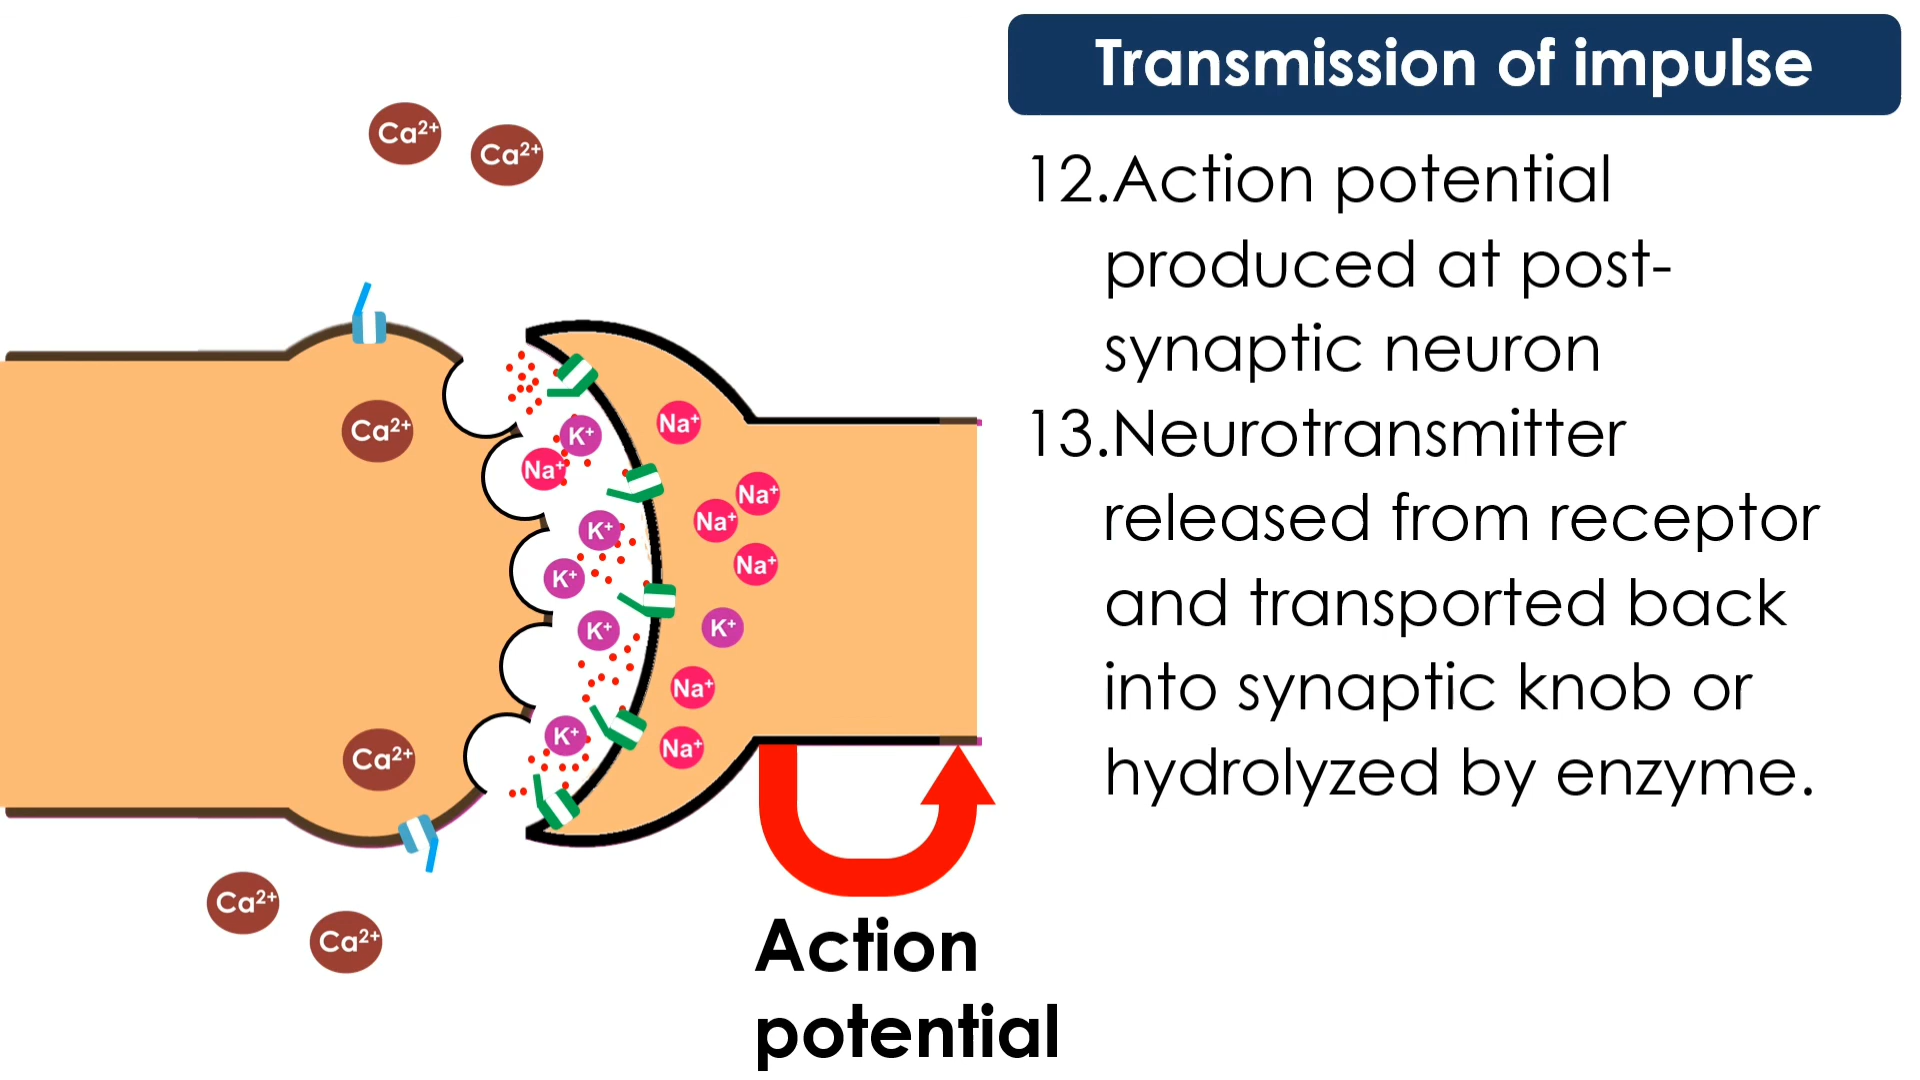 Transmission of impulse
12.Action potential
produced at post-
synaptic neuron
13.Neurotransmitter
released from receptor
and transported back
into synaptic knob or
hydrolyzed by enzyme.
Ca²⁺
Ca²⁺
Ca²⁺
Na⁺
K⁺
Na⁺
Na⁺
Na⁺
K⁺
Na⁺
K⁺
K⁺
K⁺
Na⁺
K⁺
Na⁺
Ca²⁺
Ca²⁺
Ca²⁺
Action
potential